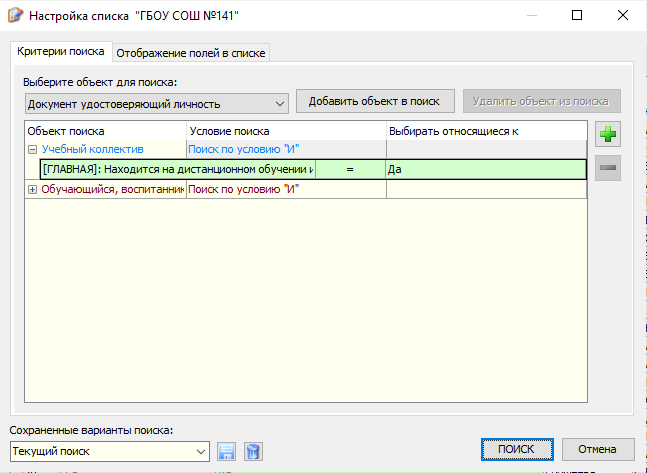 Настройка списка "ГБОУ СОШ №141"
Критерии поиска
Отображение полей в списке
Выберите объект для поиска:
Документ удостоверяющий личность
Добавить объект в поиск
Удалить объект из поиска
Объект поиска Условие поиска Выбирать относящиеся к
Учебный коллектив Поиск по условию "И"
[ГЛАВНАЯ]: Находится на дистанционном обучении и = Да
Обучающийся, воспитанник Поиск по условию "И"
Сохраненные варианты поиска:
Текущий поиск
ПОИСК
Отмена